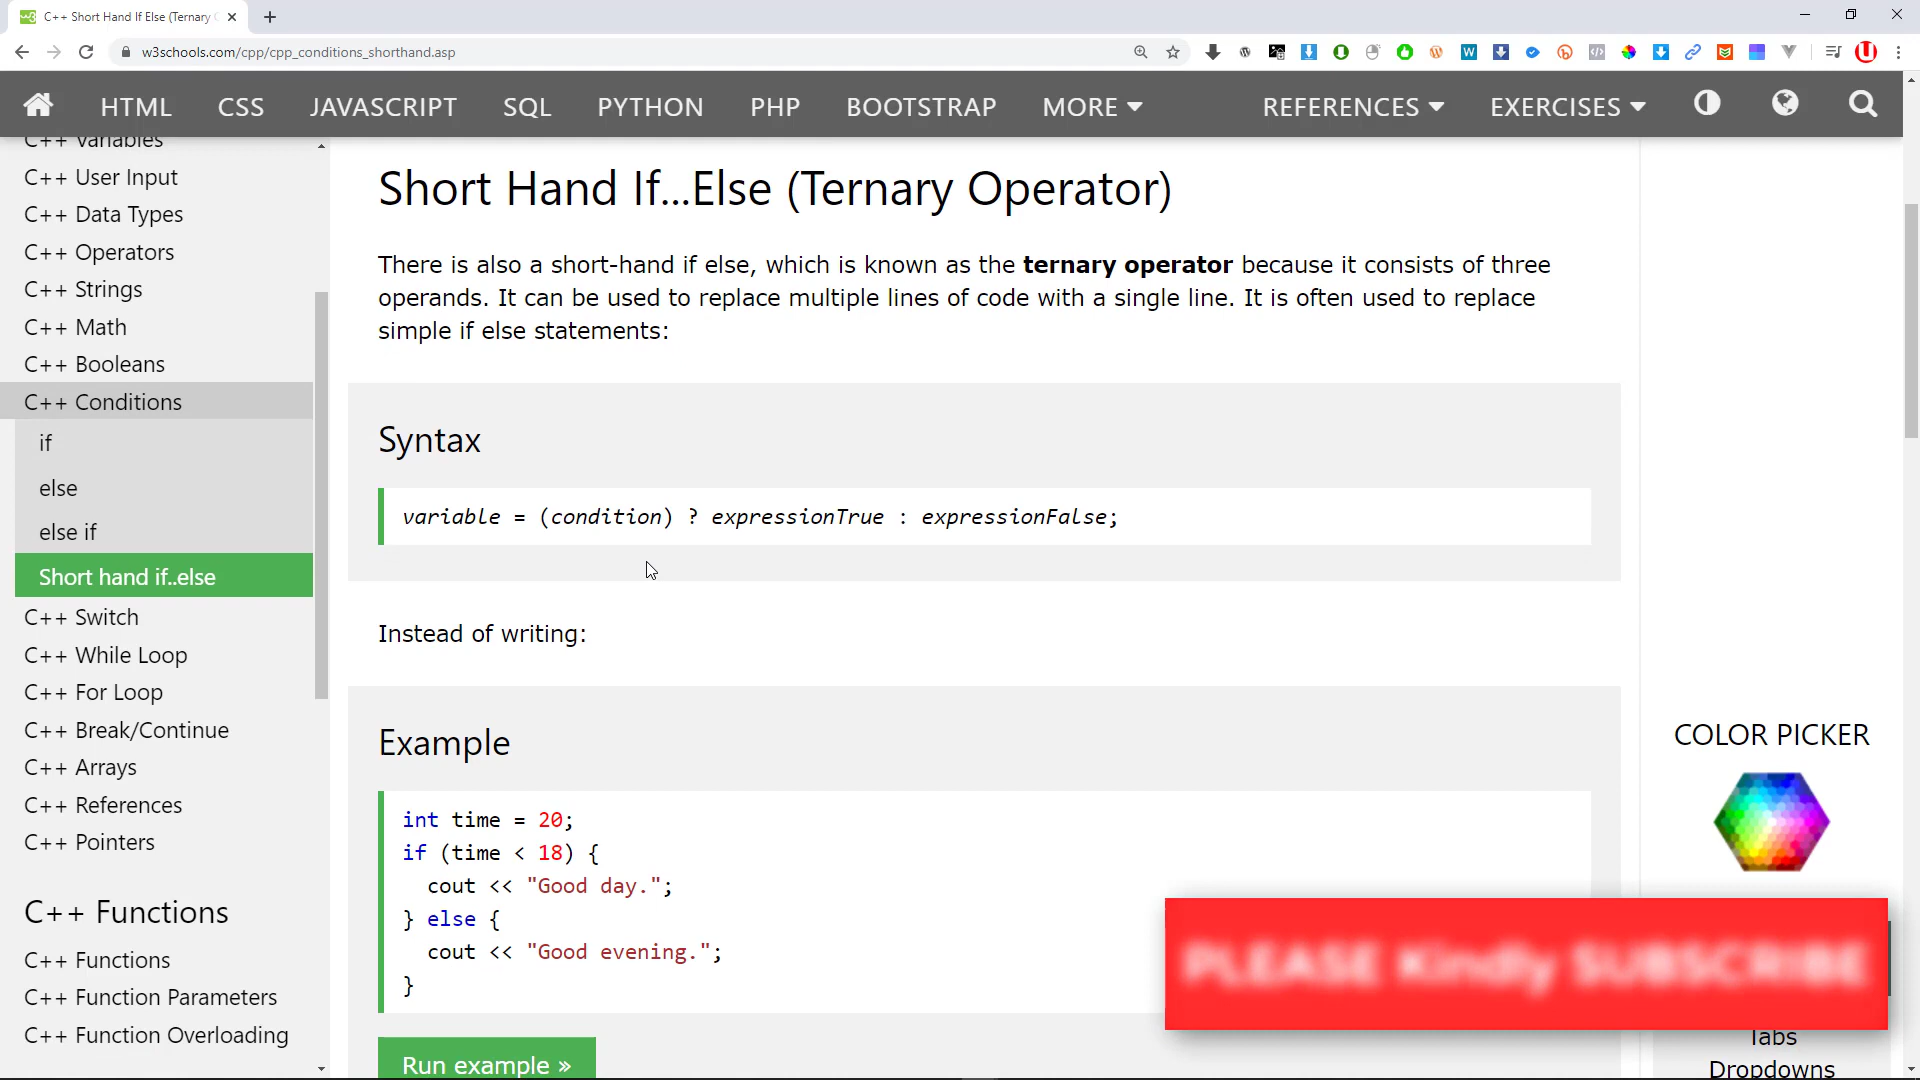 C++ Short Hand If Else (Ternary
w3schools.com/cpp/cpp_conditions_shorthand.asp
HTML CSS JAVASCRIPT SQL PYTHON PHP BOOTSTRAP MORE REFERENCES EXERCISES
C++ Variables
C++ User Input
C++ Data Types
C++ Operators
C++ Strings
C++ Math
C++ Booleans
C++ Conditions
if
else
else if
Short hand if..else
C++ Switch
C++ While Loop
C++ For Loop
C++ Break/Continue
C++ Arrays
C++ References
C++ Pointers
C++ Functions
C++ Functions
C++ Function Parameters
C++ Function Overloading
Short Hand If...Else (Ternary Operator)
There is also a short-hand if else, which is known as the ternary operator because it consists of three
operands. It can be used to replace multiple lines of code with a single line. It is often used to replace
simple if else statements:
Syntax
variable = (condition) ? expressionTrue : expressionFalse;
Instead of writing:
Example
int time = 20;
if (time < 18) {
cout << "Good day.";
} else {
cout << "Good evening.";
}
Run example »
COLOR PICKER
PLEASE Kindly SUBSCRIBE
Tabs
Dropdowns